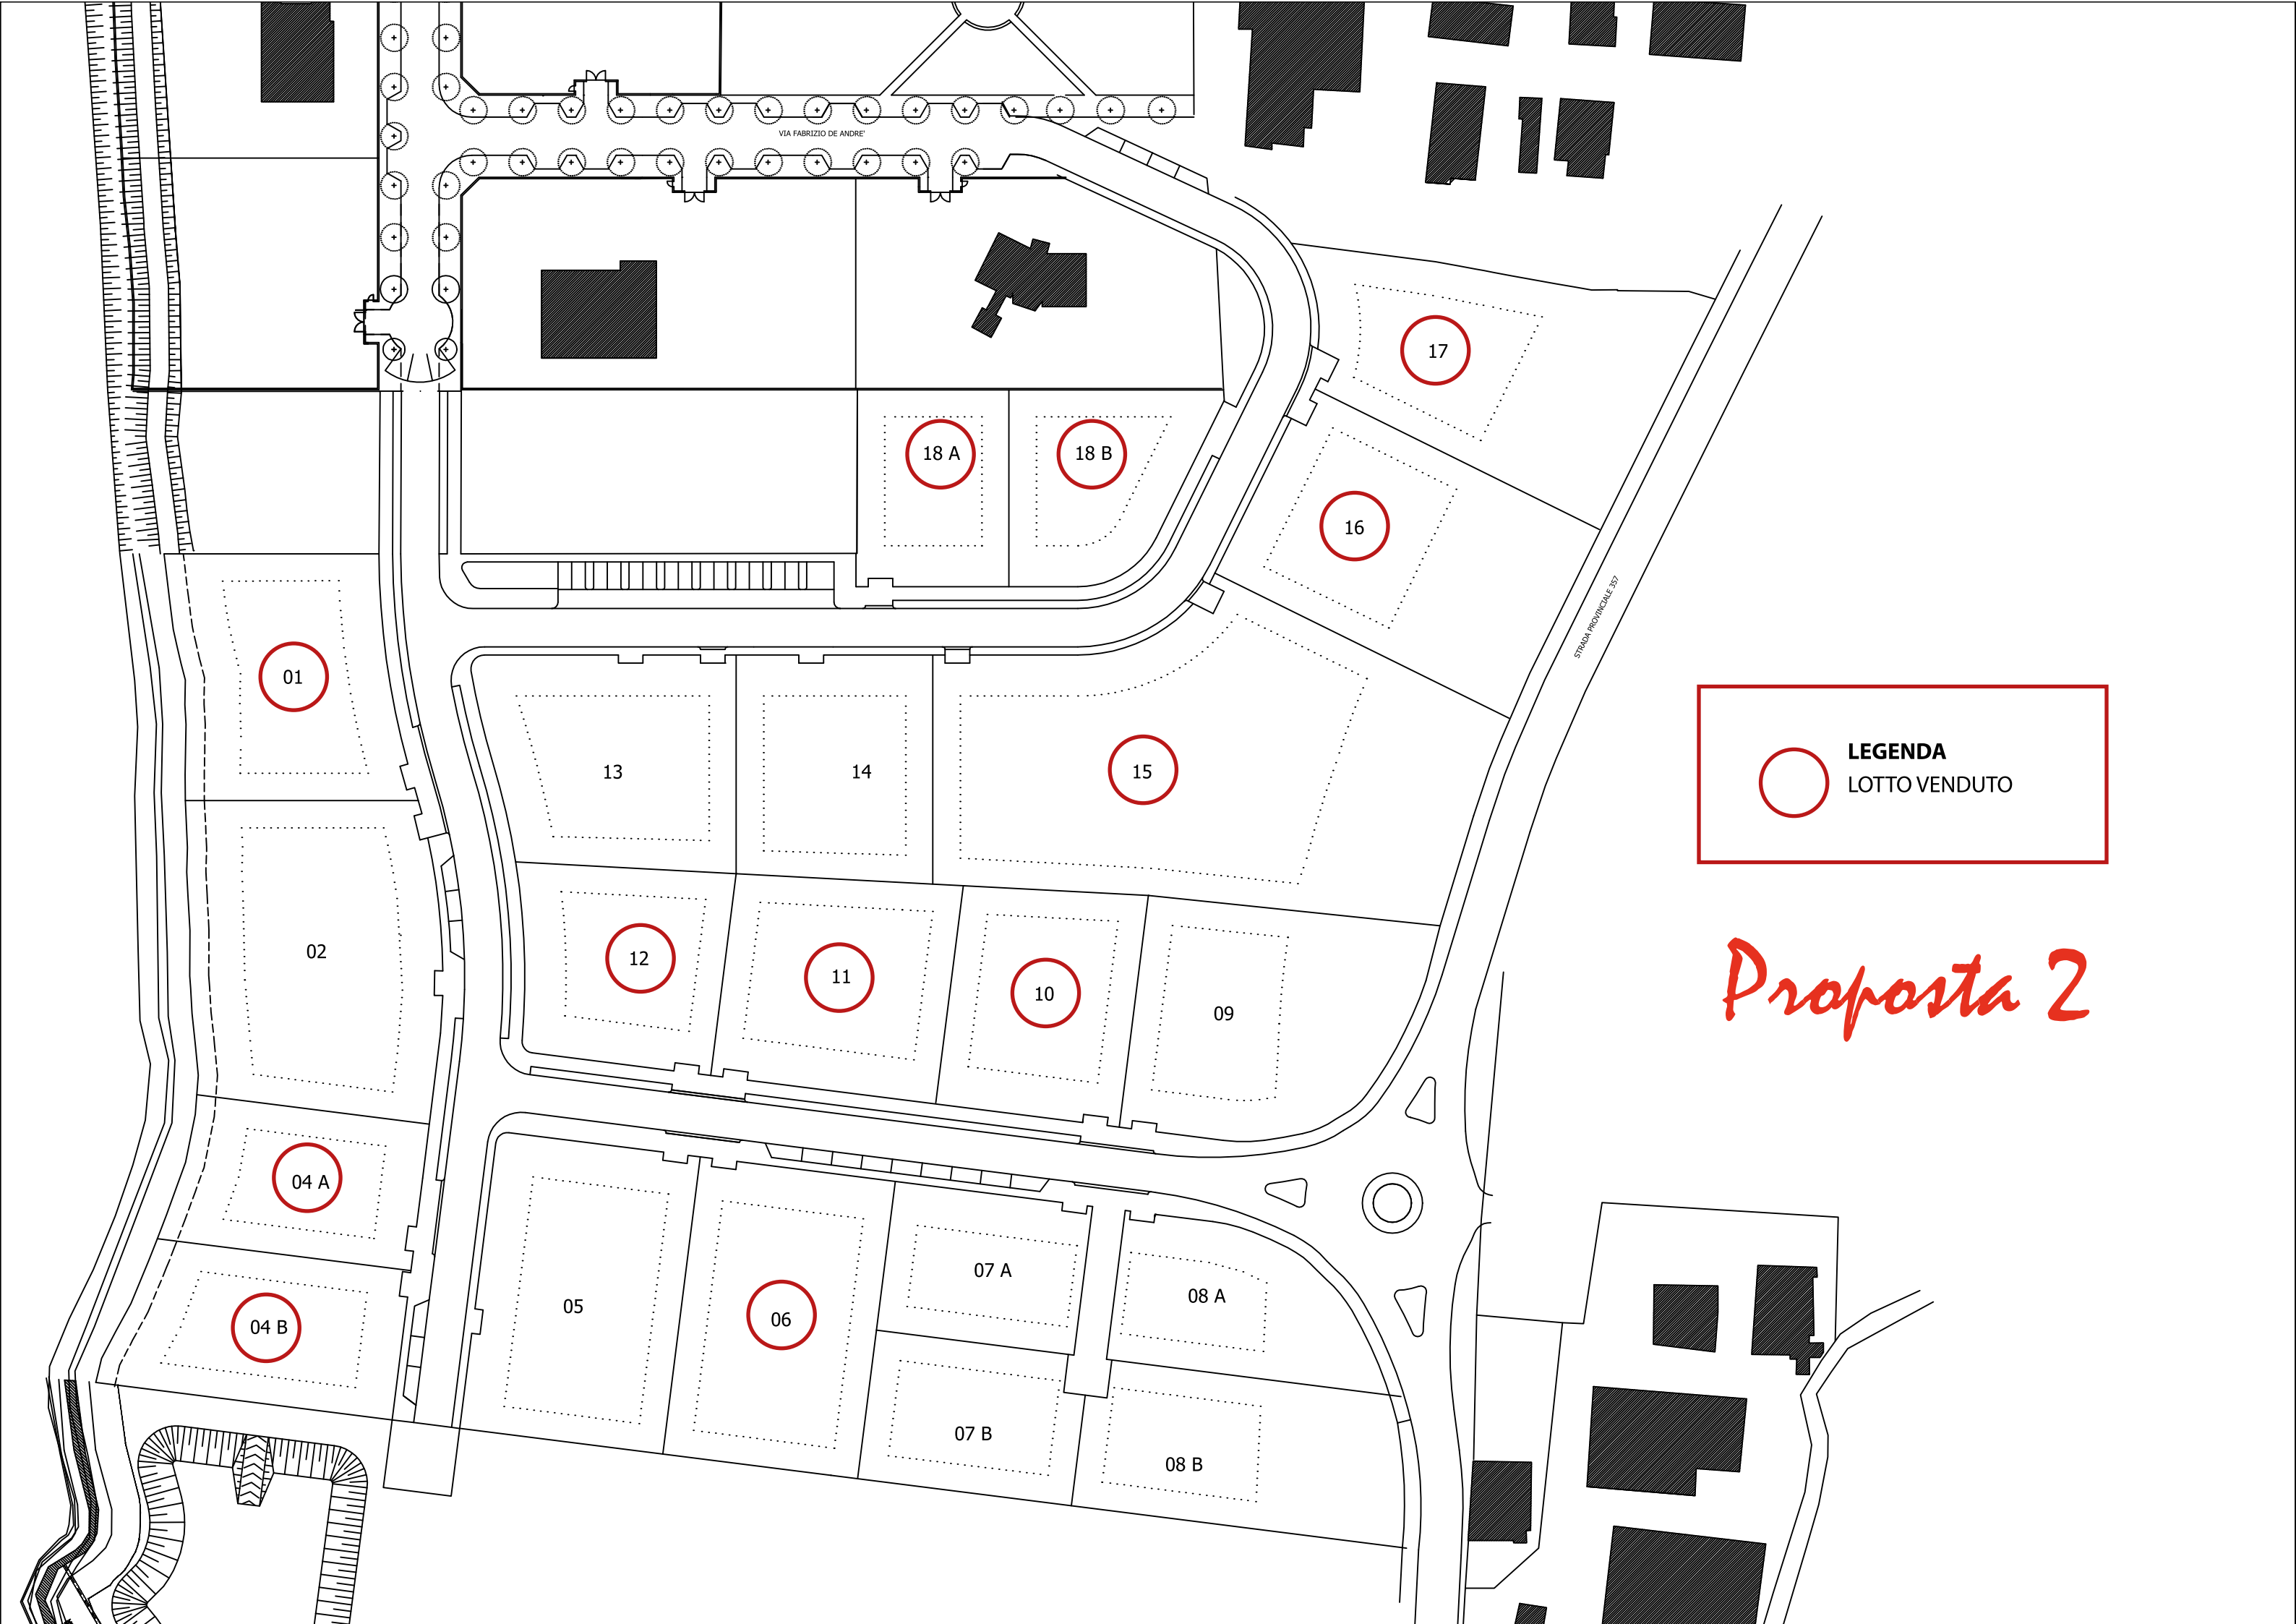 VIA FABRIZIO DE ANDRE'
17
18 A
18 B
16
STRADA PROVINCIALE 357
01
13
14
15
LEGENDA
LOTTO VENDUTO
02
12
11
10
09
Proposta 2
04 A
04 B
05
06
07 A
08 A
07 B
08 B